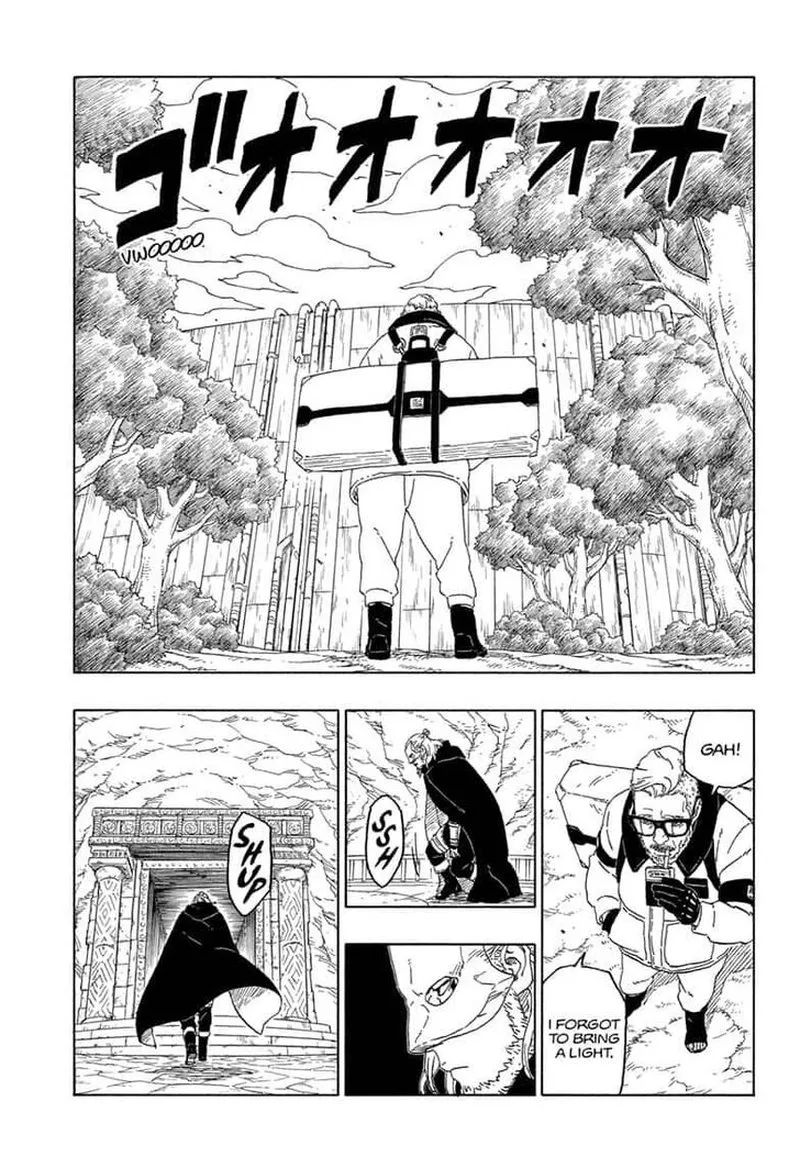 ゴオオオオオ
VWOOOOO
GAH!
I FORGOT
TO BRING
A LIGHT.
SSH
SHUP